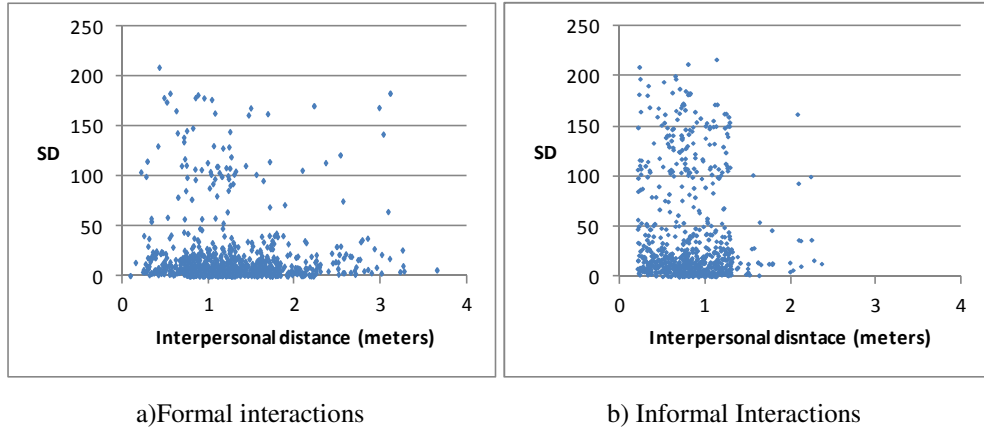 250
200
150
SD
100
50
0
0 1 2 3 4
Interpersonal distance (meters)
a)Formal interactions
250
200
150
SD
100
50
0
0 1 2 3 4
Interpersonal disntace (meters)
b) Informal Interactions